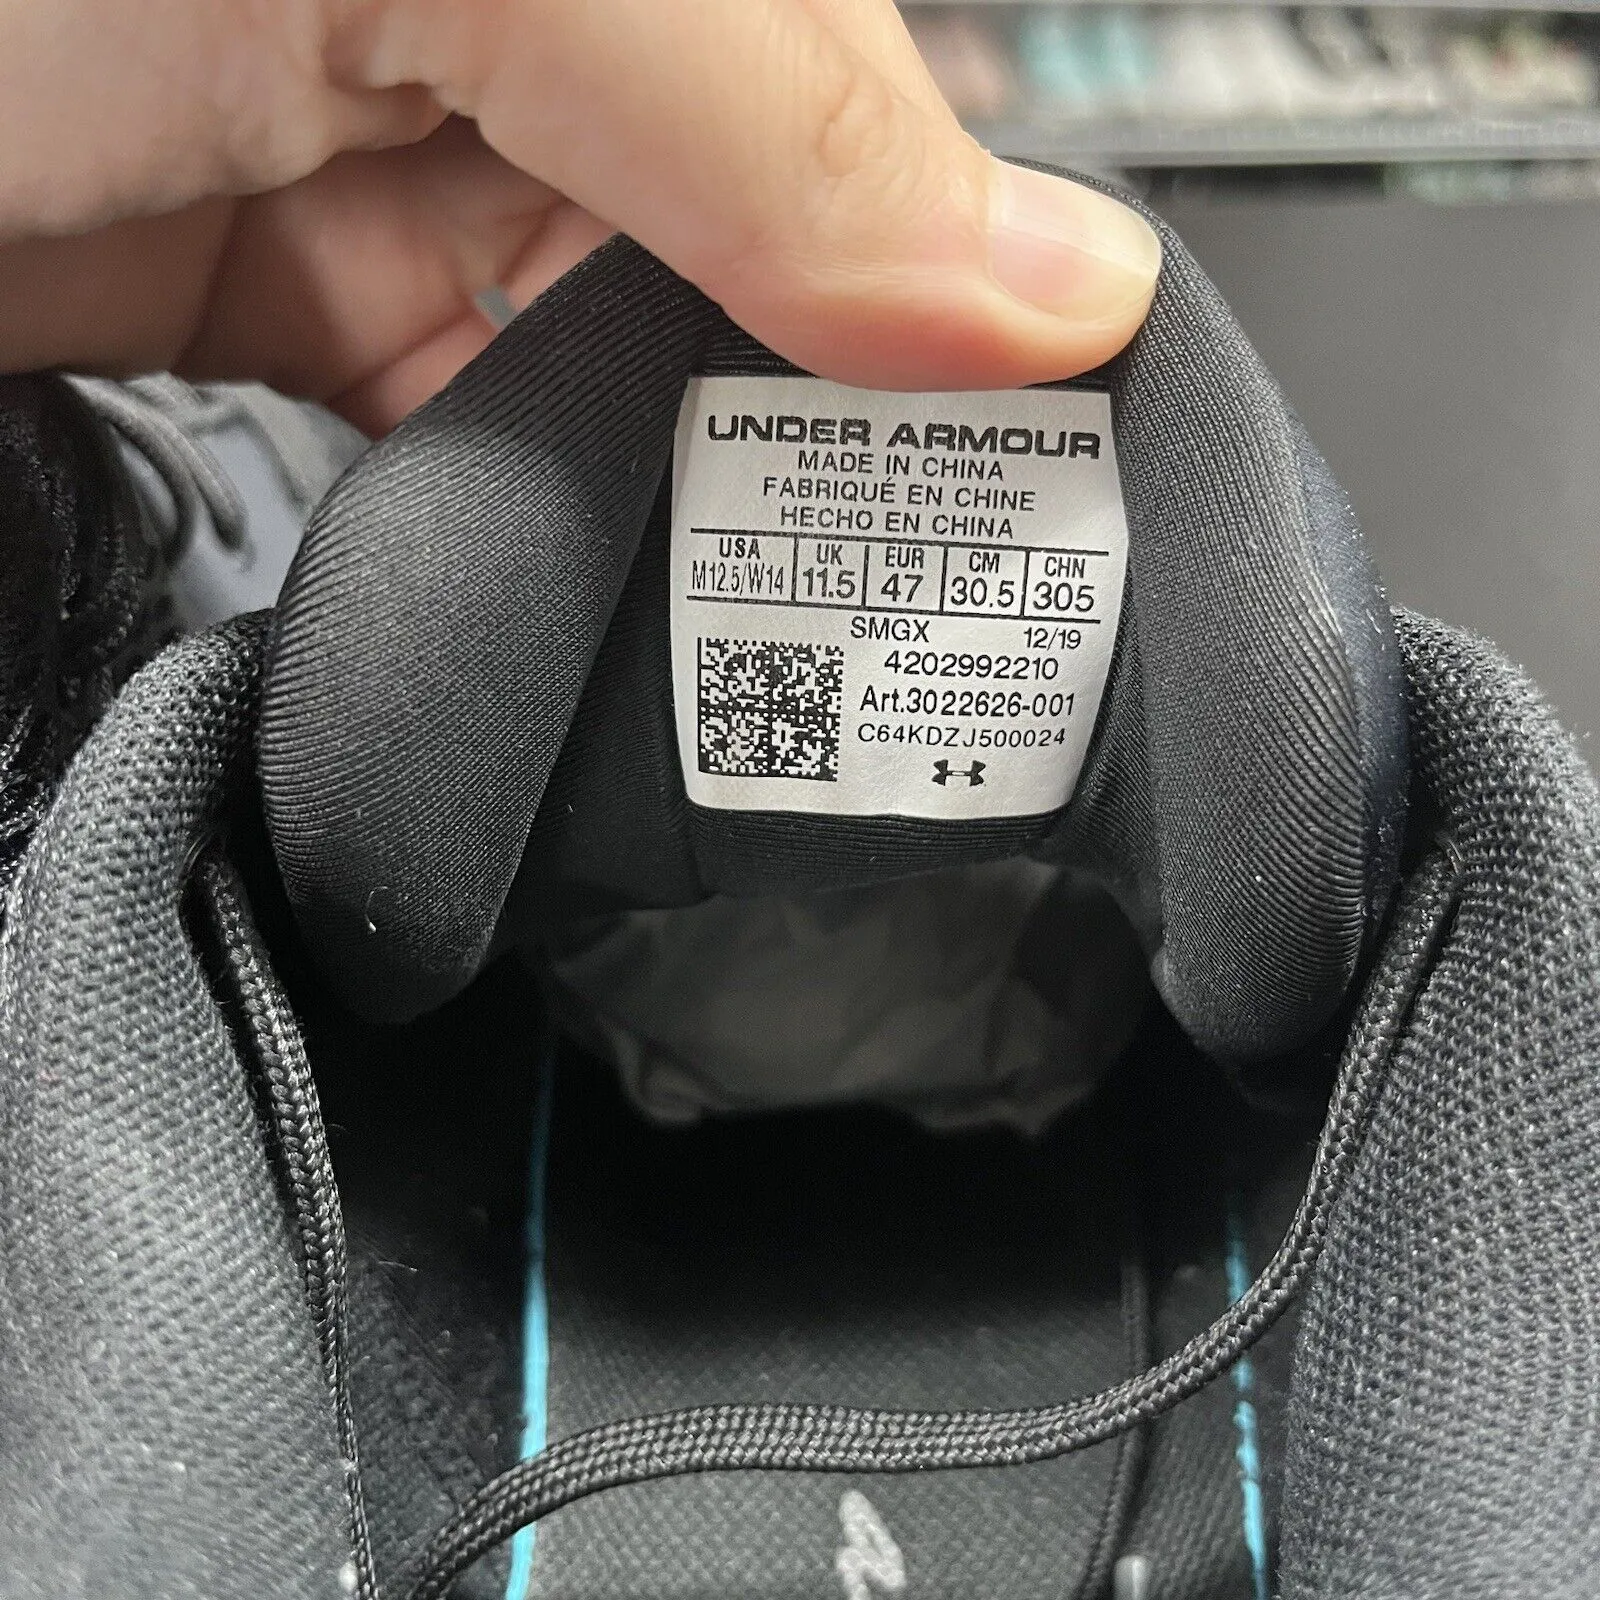 UNDER ARMOUR
MADE IN CHINA
FABRIQUÉ EN CHINE
HECHO EN CHINA
USA UK EUR CM CHN
M12.5/W14 11.5 47 30.5 305
SMGX 12/19
4202992210
Art.3022626-001
C64KDZJ500024